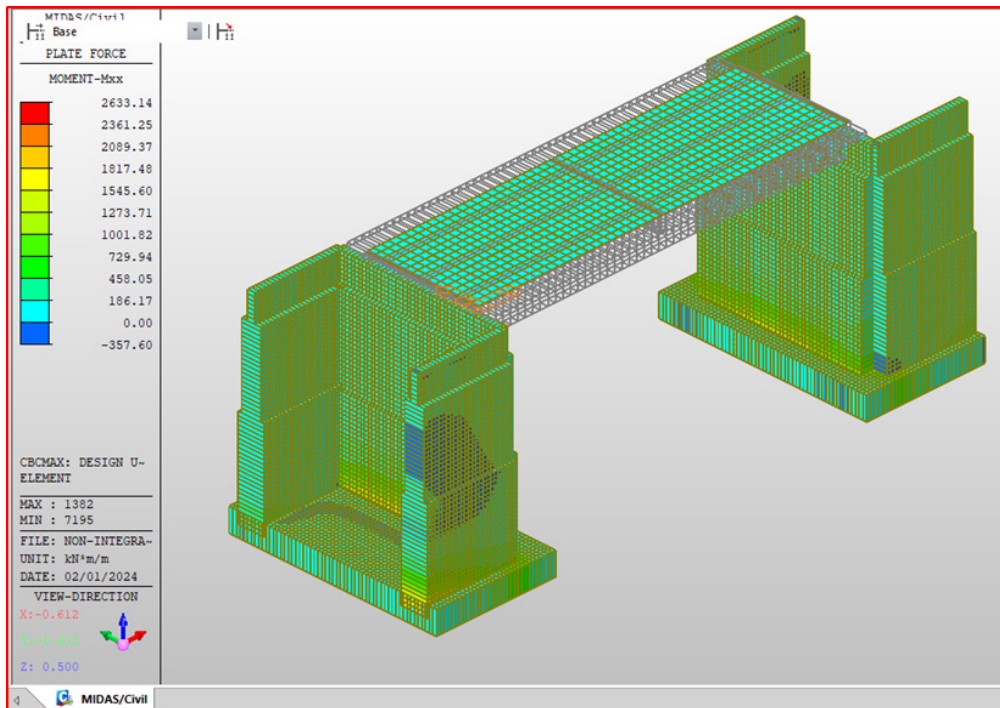 MIDAS/Civil
Base
PLATE FORCE
MOMENT-Mxx
2633.14
2361.25
2089.37
1817.48
1545.60
1273.71
1001.82
729.94
458.05
186.17
0.00
-357.60
CBCMAX: DESIGN U~
ELEMENT
MAX : 1382
MIN : 7195
FILE: NON-INTEGRA~
UNIT: kN*m/m
DATE: 02/01/2024
VIEW-DIRECTION
X:-0.612
Z: 0.500
MIDAS/Civil